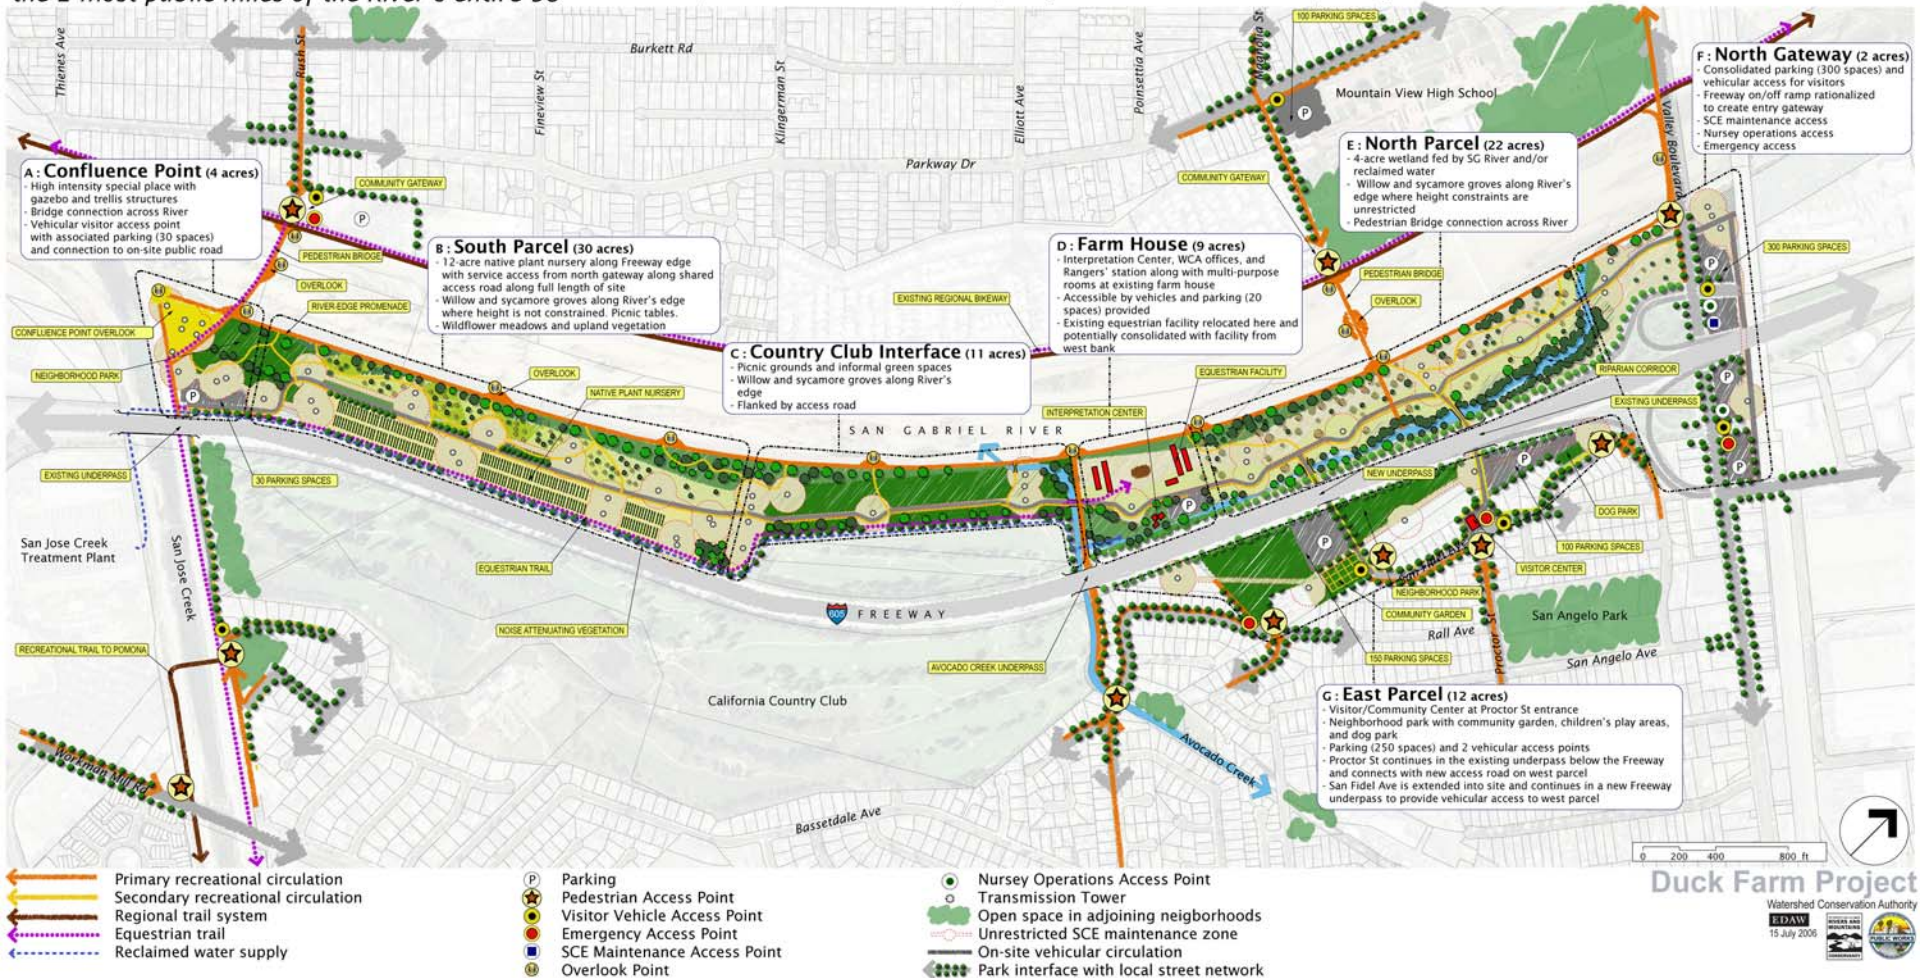 Thienes Ave
Rush St
Burkett Rd
Fineview St
Klingerman St
Elliott Ave
Poinsettia Ave
Magnolia St
100 PARKING SPACES
Mountain View High School
Valley Boulevard
Parkway Dr
F: North Gateway (2 acres)
- Consolidated parking (300 spaces) and
vehicular access for visitors
- Freeway on/off ramp rationalized
to create entry gateway
- SCE maintenance access
- Nursey operations access
- Emergency access
A: Confluence Point (4 acres)
- High intensity special place with
gazebo and trellis structures
- Bridge connection across River
- Vehicular visitor access point
with associated parking (30 spaces)
and connection to on-site public road
COMMUNITY GATEWAY
PEDESTRIAN BRIDGE
OVERLOOK
RIVER-EDGE PROMENADE
CONFLUENCE POINT OVERLOOK
NEIGHBORHOOD PARK
B: South Parcel (30 acres)
- 12-acre native plant nursery along Freeway edge
with service access from north gateway along shared
access road along full length of site
- Willow and sycamore groves along River's edge
where height is not constrained. Picnic tables.
- Wildflower meadows and upland vegetation
EXISTING REGIONAL BIKEWAY
C: Country Club Interface (11 acres)
- Picnic grounds and informal green spaces
- Willow and sycamore groves along River's
edge
- Flanked by access road
D: Farm House (9 acres)
- Interpretation Center, WCA offices, and
Rangers' station along with multi-purpose
rooms at existing farm house
- Accessible by vehicles and parking (20
spaces) provided
- Existing equestrian facility relocated here and
potentially consolidated with facility from
west bank
COMMUNITY GATEWAY
E: North Parcel (22 acres)
- 4-acre wetland fed by SG River and/or
reclaimed water
- Willow and sycamore groves along River's
edge where height constraints are
unrestricted
- Pedestrian Bridge connection across River
PEDESTRIAN BRIDGE
OVERLOOK
300 PARKING SPACES
OVERLOOK
NATIVE PLANT NURSERY
EQUESTRIAN FACILITY
INTERPRETATION CENTER
RIPARIAN CORRIDOR
EXISTING UNDERPASS
SAN GABRIEL RIVER
EXISTING UNDERPASS
30 PARKING SPACES
NEW UNDERPASS
DOG PARK
100 PARKING SPACES
VISITOR CENTER
NEIGHBORHOOD PARK
COMMUNITY GARDEN
150 PARKING SPACES
San Jose Creek
Treatment Plant
San Jose Creek
EQUESTRIAN TRAIL
NOISE ATTENUATING VEGETATION
605 FREEWAY
AVOCADO CREEK UNDERPASS
RECREATIONAL TRAIL TO POMONA
California Country Club
Rall Ave
Proctor St
San Angelo Park
San Angelo Ave
Avocado Creek
Workman Mill Rd
Bassetdale Ave
G: East Parcel (12 acres)
- Visitor/Community Center at Proctor St entrance
- Neighborhood park with community garden, children's play areas,
and dog park
- Parking (250 spaces) and 2 vehicular access points
- Proctor St continues in the existing underpass below the Freeway
and connects with new access road on west parcel
- San Fidel Ave is extended into site and continues in a new Freeway
underpass to provide vehicular access to west parcel
0 200 400 800 ft
Primary recreational circulation
Secondary recreational circulation
Regional trail system
Equestrian trail
Reclaimed water supply
P Parking
Pedestrian Access Point
Visitor Vehicle Access Point
Emergency Access Point
SCE Maintenance Access Point
Overlook Point
Nursey Operations Access Point
Transmission Tower
Open space in adjoining neigborhoods
Unrestricted SCE maintenance zone
On-site vehicular circulation
Park interface with local street network
Duck Farm Project
Watershed Conservation Authority
EDAW
15 July 2006
RIVERS AND
MOUNTAINS
CONSERVANCY
PUBLIC WORKS